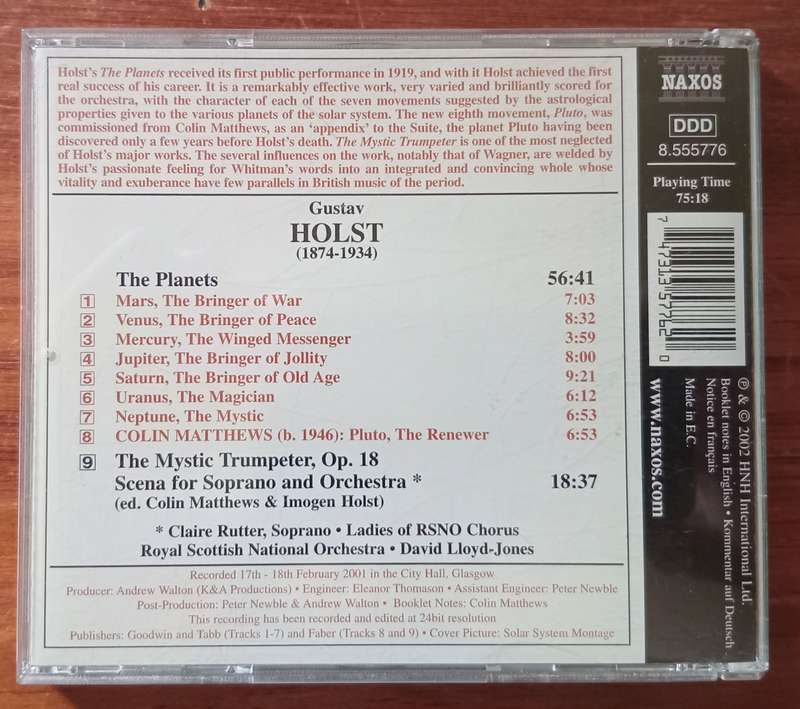 Holst's The Planets received its first public performance in 1919, and with it Holst achieved the first
real success of his career. It is a remarkably effective work, very varied and brilliantly scored for
the orchestra, with the character of each of the seven movements suggested by the astrological
properties given to the various planets of the solar system. The new eighth movement, Pluto, was
commissioned from Colin Matthews, as an 'appendix' to the Suite, the planet Pluto having been
discovered only a few years before Holst's death. The Mystic Trumpeter is one of the most neglected
of Holst's major works. The several influences on the work, notably that of Wagner, are welded by
Holst's passionate feeling for Whitman's words into an integrated and convincing whole whose
vitality and exuberance have few parallels in British music of the period.
Gustav
HOLST
(1874-1934)
The Planets 56:41
1 Mars, The Bringer of War 7:03
2 Venus, The Bringer of Peace 8:32
3 Mercury, The Winged Messenger 3:59
4 Jupiter, The Bringer of Jollity 8:00
5 Saturn, The Bringer of Old Age 9:21
6 Uranus, The Magician 6:12
7 Neptune, The Mystic 6:53
8 COLIN MATTHEWS (b. 1946): Pluto, The Renewer 6:53
9 The Mystic Trumpeter, Op. 18
Scena for Soprano and Orchestra * 18:37
(ed. Colin Matthews & Imogen Holst)
* Claire Rutter, Soprano • Ladies of RSNO Chorus
Royal Scottish National Orchestra • David Lloyd-Jones
Recorded 17th - 18th February 2001 in the City Hall, Glasgow
Producer: Andrew Walton (K&A Productions) • Engineer: Eleanor Thomason • Assistant Engineer: Peter Newble
Post-Production: Peter Newble & Andrew Walton • Booklet Notes: Colin Matthews
This recording has been recorded and edited at 24bit resolution
Publishers: Goodwin and Tabb (Tracks 1-7) and Faber (Tracks 8 and 9) • Cover Picture: Solar System Montage
NAXOS
DDD
8.555776
Playing Time
75:18
7 47313 57762 0
℗ & © 2002 HNH International Ltd.
Booklet notes in English • Kommentar auf Deutsch
Notice en français
Made in E.C.
www.naxos.com